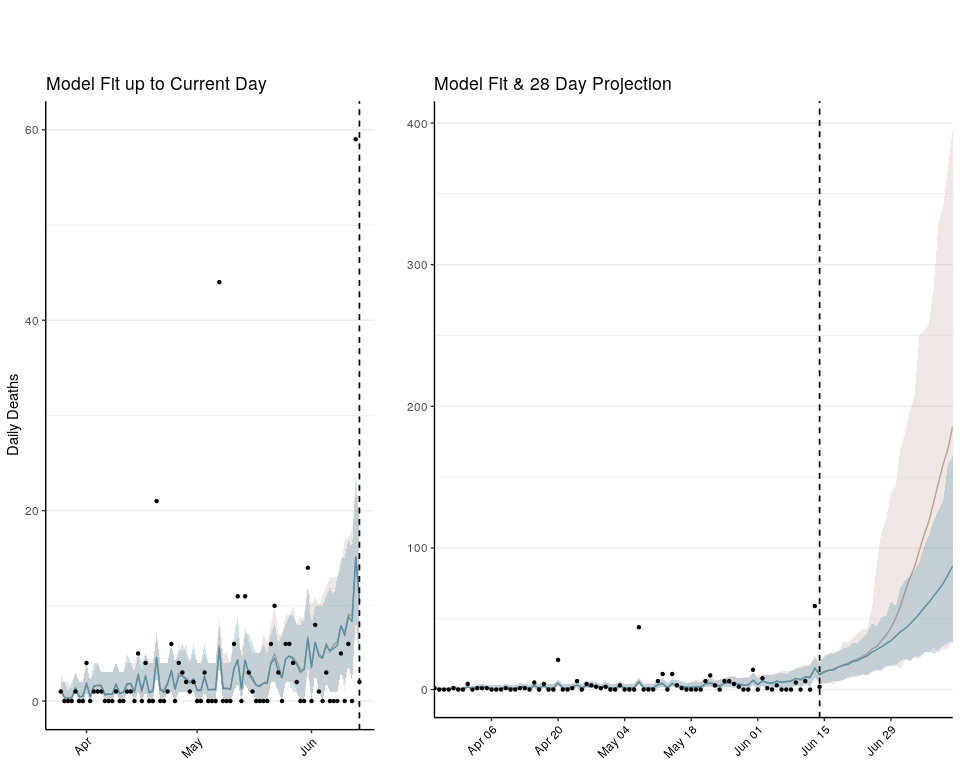 Model Fit up to Current Day
Daily Deaths
60
40
20
0
Apr
May
Jun
Model Fit & 28 Day Projection
400
300
200
100
0
Apr 06
Apr 20
May 04
May 18
Jun 01
Jun 15
Jun 29